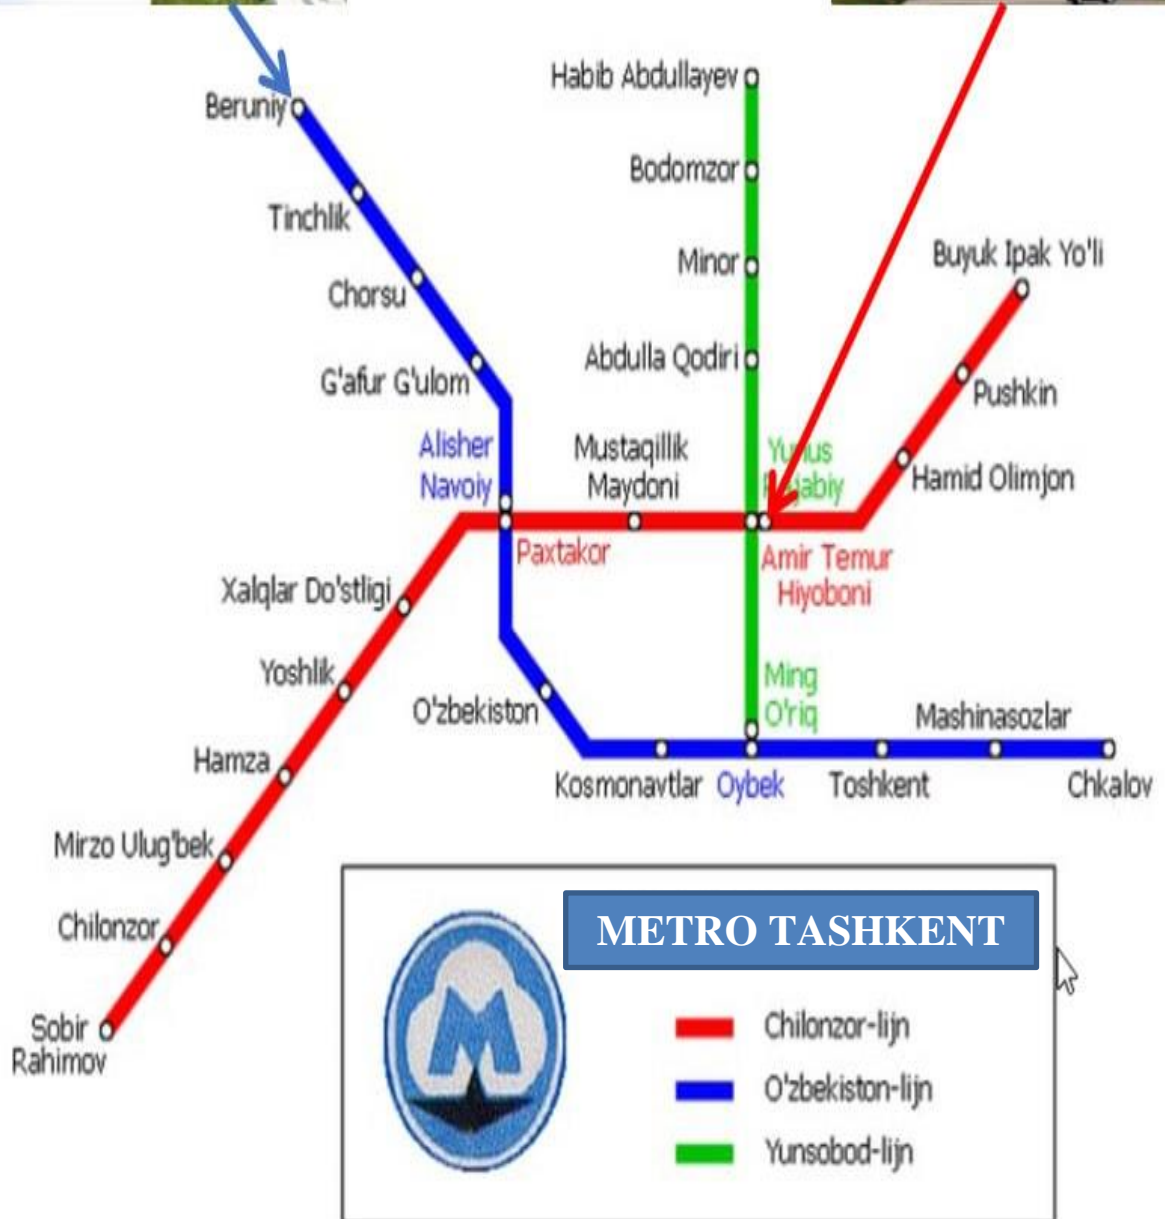 Habib Abdullayev
Beruniy
Bodomzor
Tinchlik
Minor
Buyuk Ipak Yo'li
Chorsu
Abdulla Qodiri
G'afur G'ulom
Pushkin
Alisher
Navoiy
Mustaqillik
Maydoni
Hamid Olimjon
Paxtakor
Amir Temur
Hiyoboni
Xalqlar Do'stligi
Yoshlik
Ming
O'riq
O'zbekiston
Mashinasozlar
Hamza
Kosmonavtlar
Oybek
Toshkent
Chkalov
Mirzo Ulug'bek
Chilonzor
Sobir
Rahimov
METRO TASHKENT
M
Chilonzor-lijn
O'zbekiston-lijn
Yunsobod-lijn